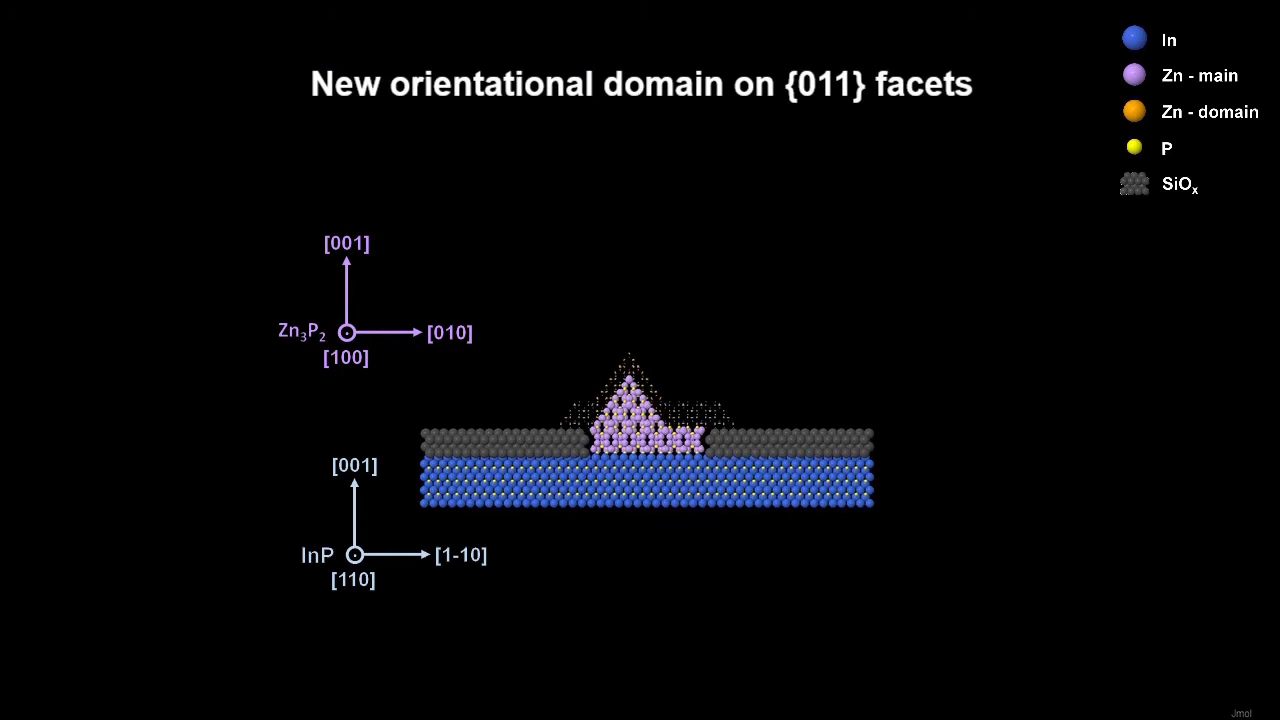 New orientational domain on {011} facets
In
Zn - main
Zn - domain
P
SiOx
[001]
Zn3P2
[010]
[100]
[001]
InP
[1-10]
[110]
Jmol